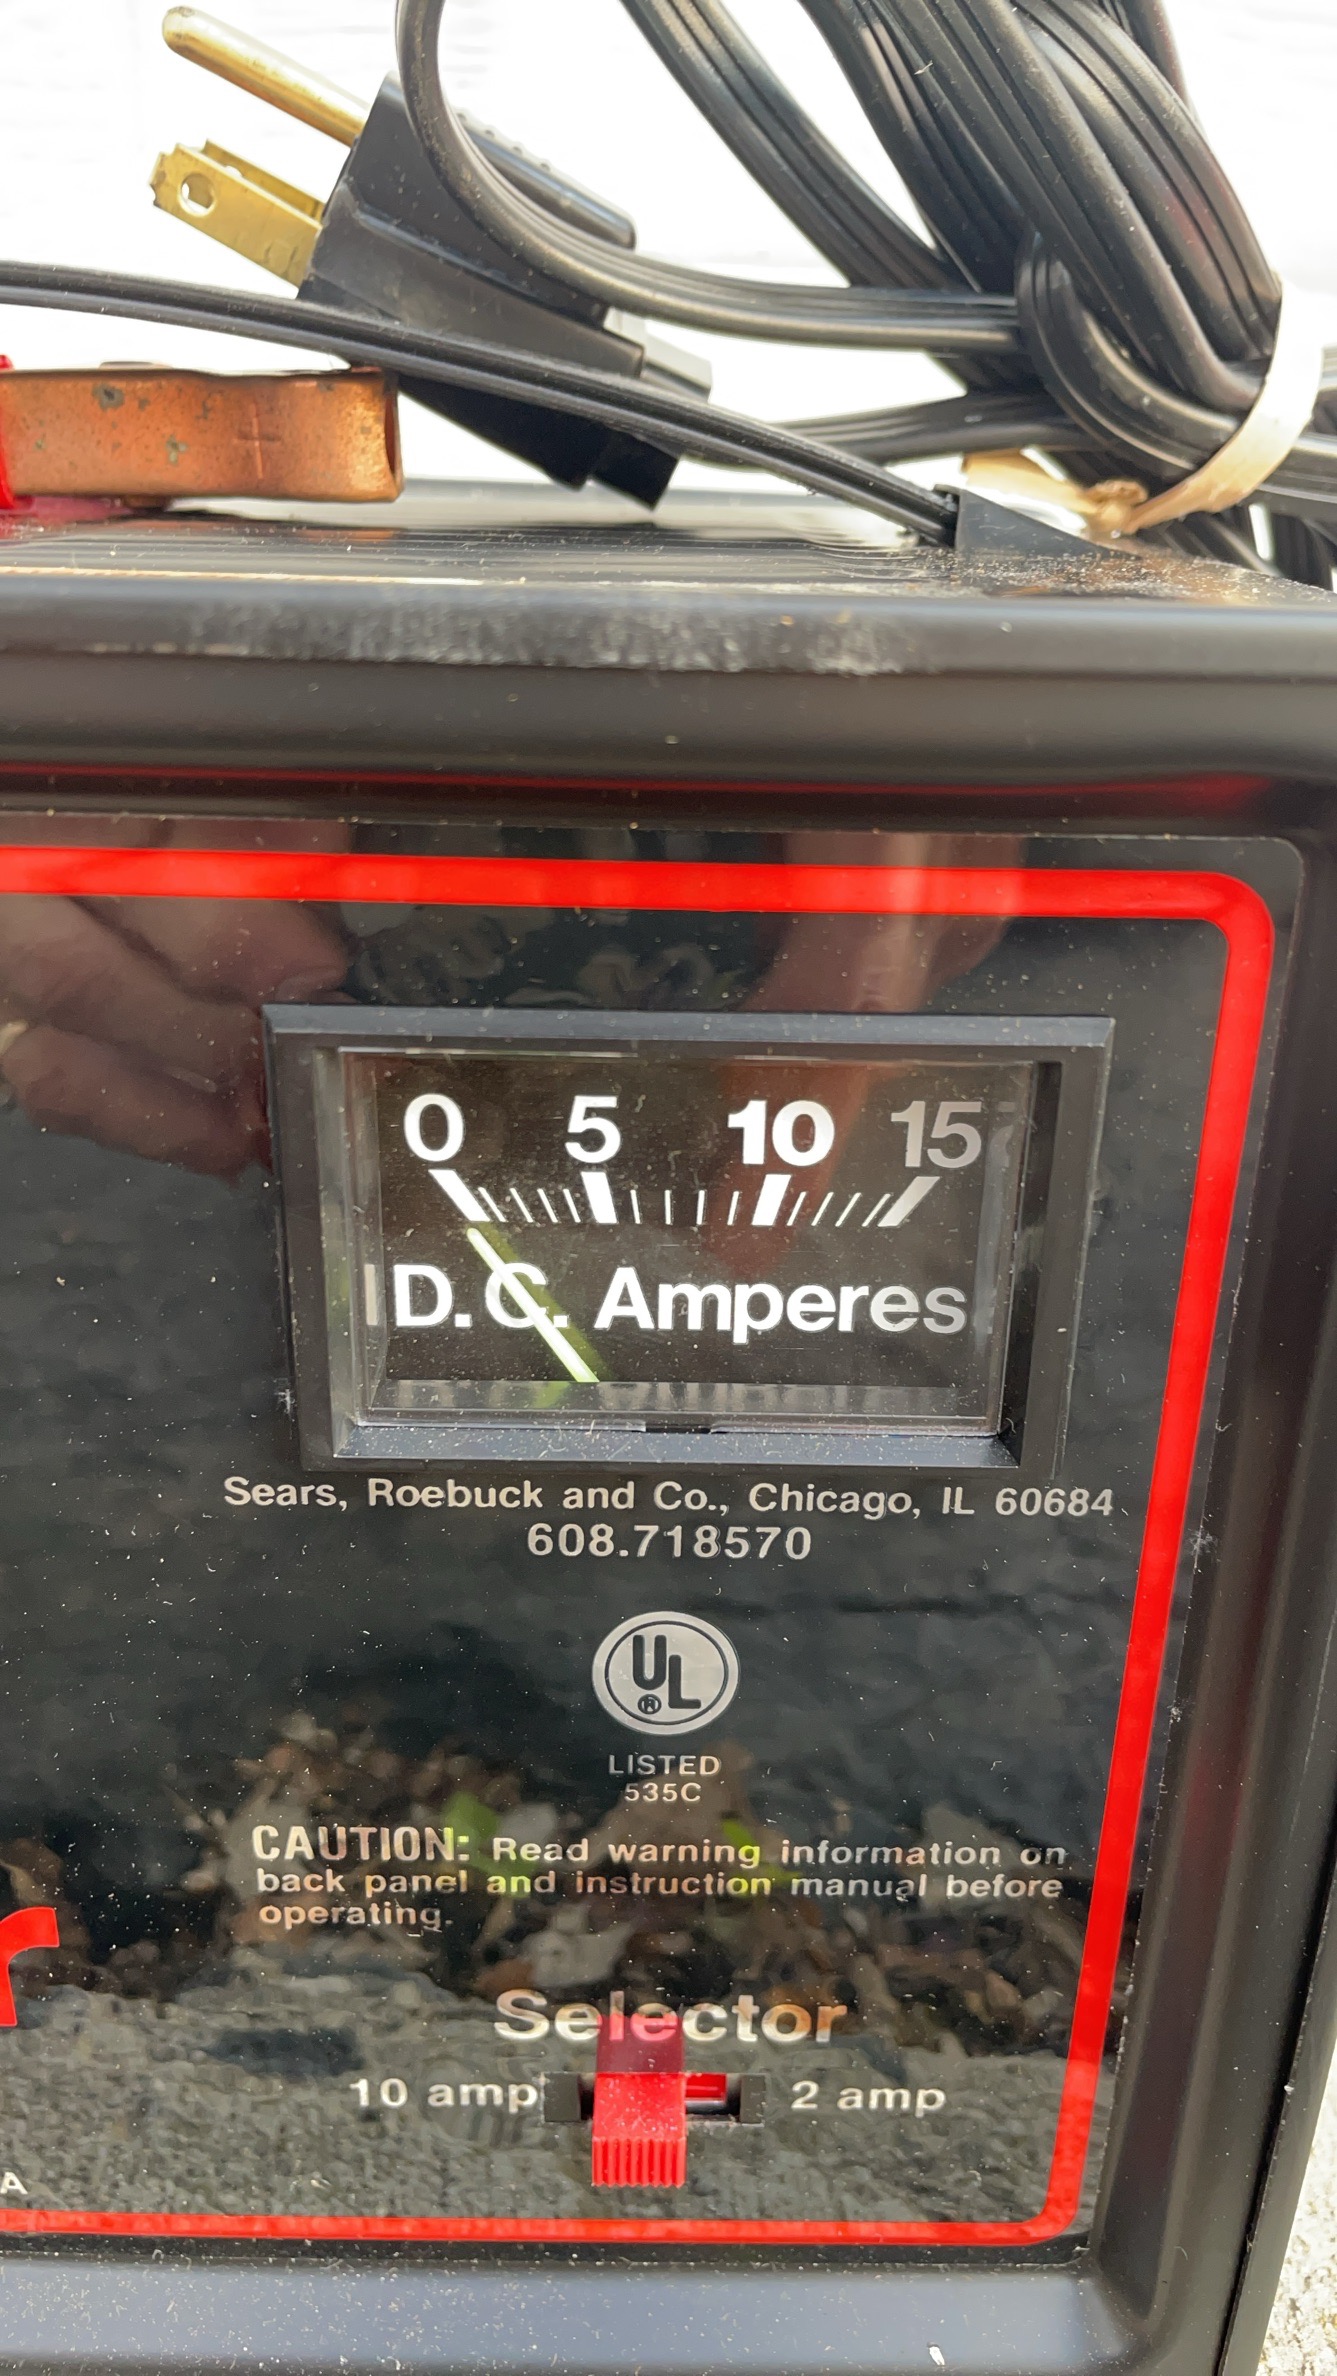 +
0 5 10 15
D.C. Amperes
Sears, Roebuck and Co., Chicago, IL 60684
608.718570
UL
®
LISTED
535C
CAUTION: Read warning information on
back panel and instruction manual before
operating.
r
Selector
10 amp 2 amp
A